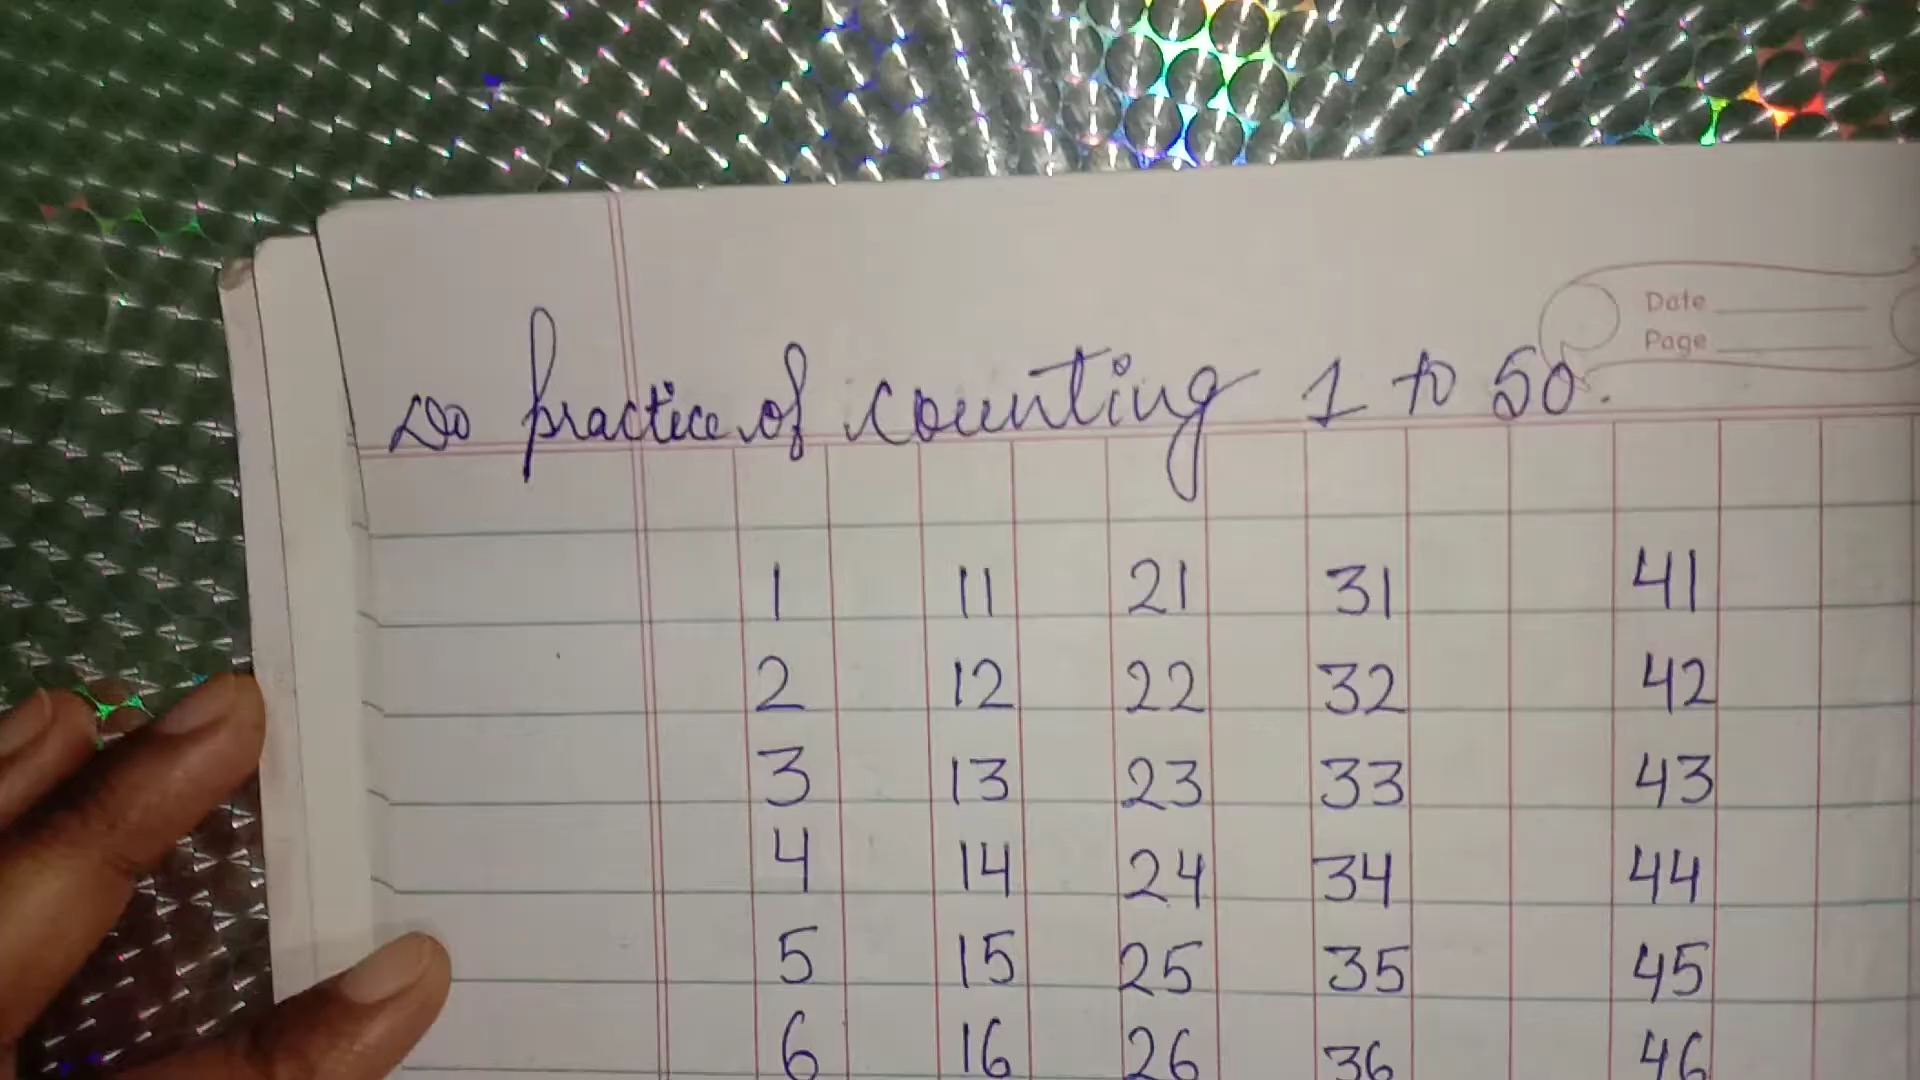 Date
Page
Do practice of counting 1 to 50.
1 11 21 31 41
2 12 22 32 42
3 13 23 33 43
4 14 24 34 44
5 15 25 35 45
6 16 26 36 46